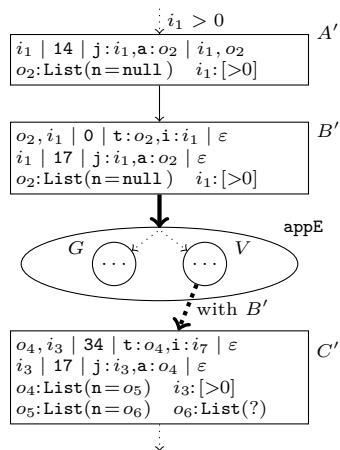 i₁ > 0
A′
i₁ | 14 | j:i₁,a:o₂ | i₁, o₂
o₂:List(n=null) i₁:[>0]
B′
o₂, i₁ | 0 | t:o₂,i:i₁ | ε
i₁ | 17 | j:i₁,a:o₂ | ε
o₂:List(n=null) i₁:[>0]
appE
G V
··· ···
with B′
C′
o₄, i₃ | 34 | t:o₄,i:i₇ | ε
i₃ | 17 | j:i₃,a:o₄ | ε
o₄:List(n=o₅) i₃:[>0]
o₅:List(n=o₆) o₆:List(?)